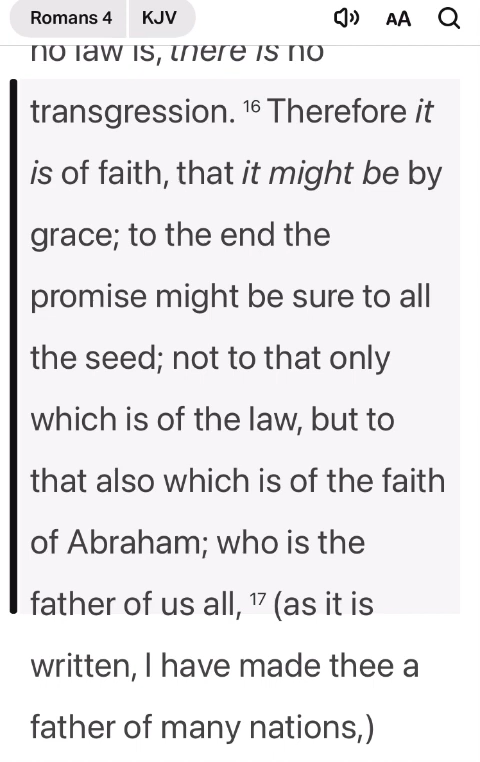 Romans 4 KJV AA
no law is, there is no
transgression. 16 Therefore it
is of faith, that it might be by
grace; to the end the
promise might be sure to all
the seed; not to that only
which is of the law, but to
that also which is of the faith
of Abraham; who is the
father of us all, 17 (as it is
written, I have made thee a
father of many nations,)